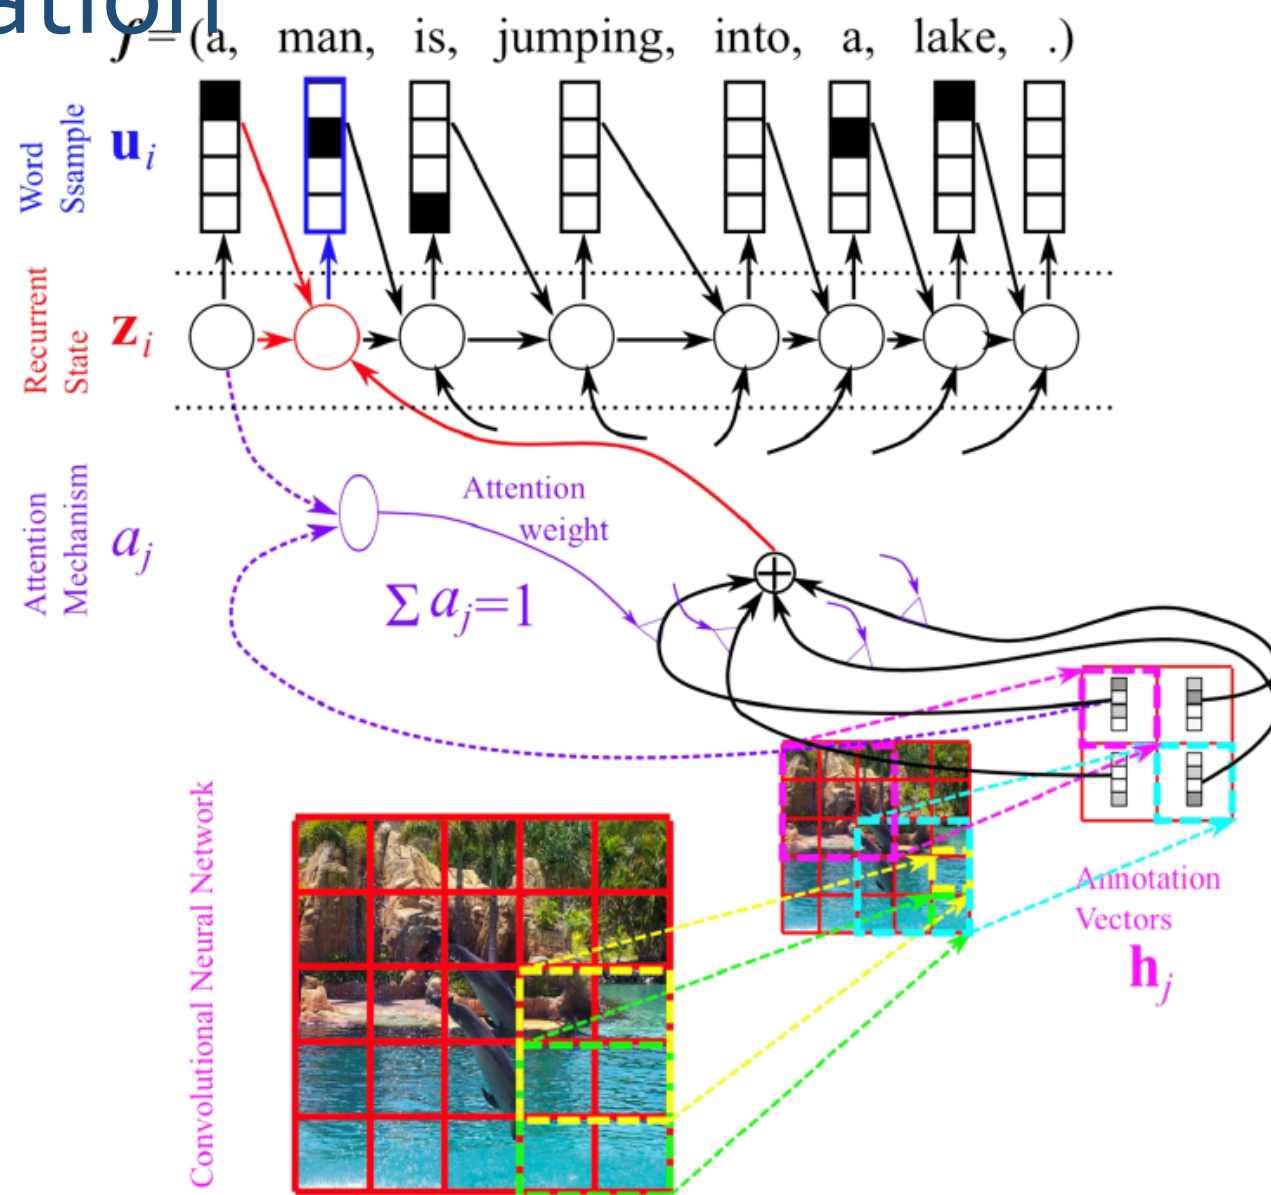 ation
f = (a, man, is, jumping, into, a, lake, .)
Word
Ssample
u_i
Recurrent
State
z_i
Attention
Mechanism
a_j
Attention
weight
∑ a_j=1
Convolutional Neural Network
Annotation
Vectors
h_j